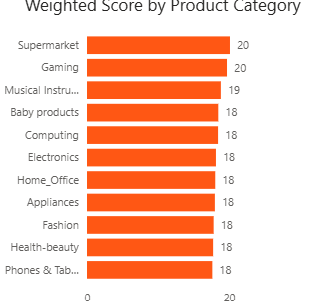 Weighted Score by Product Category
Supermarket 20
Gaming 20
Musical Instru... 19
Baby products 18
Computing 18
Electronics 18
Home_Office 18
Appliances 18
Fashion 18
Health-beauty 18
Phones & Tab... 18
0 20